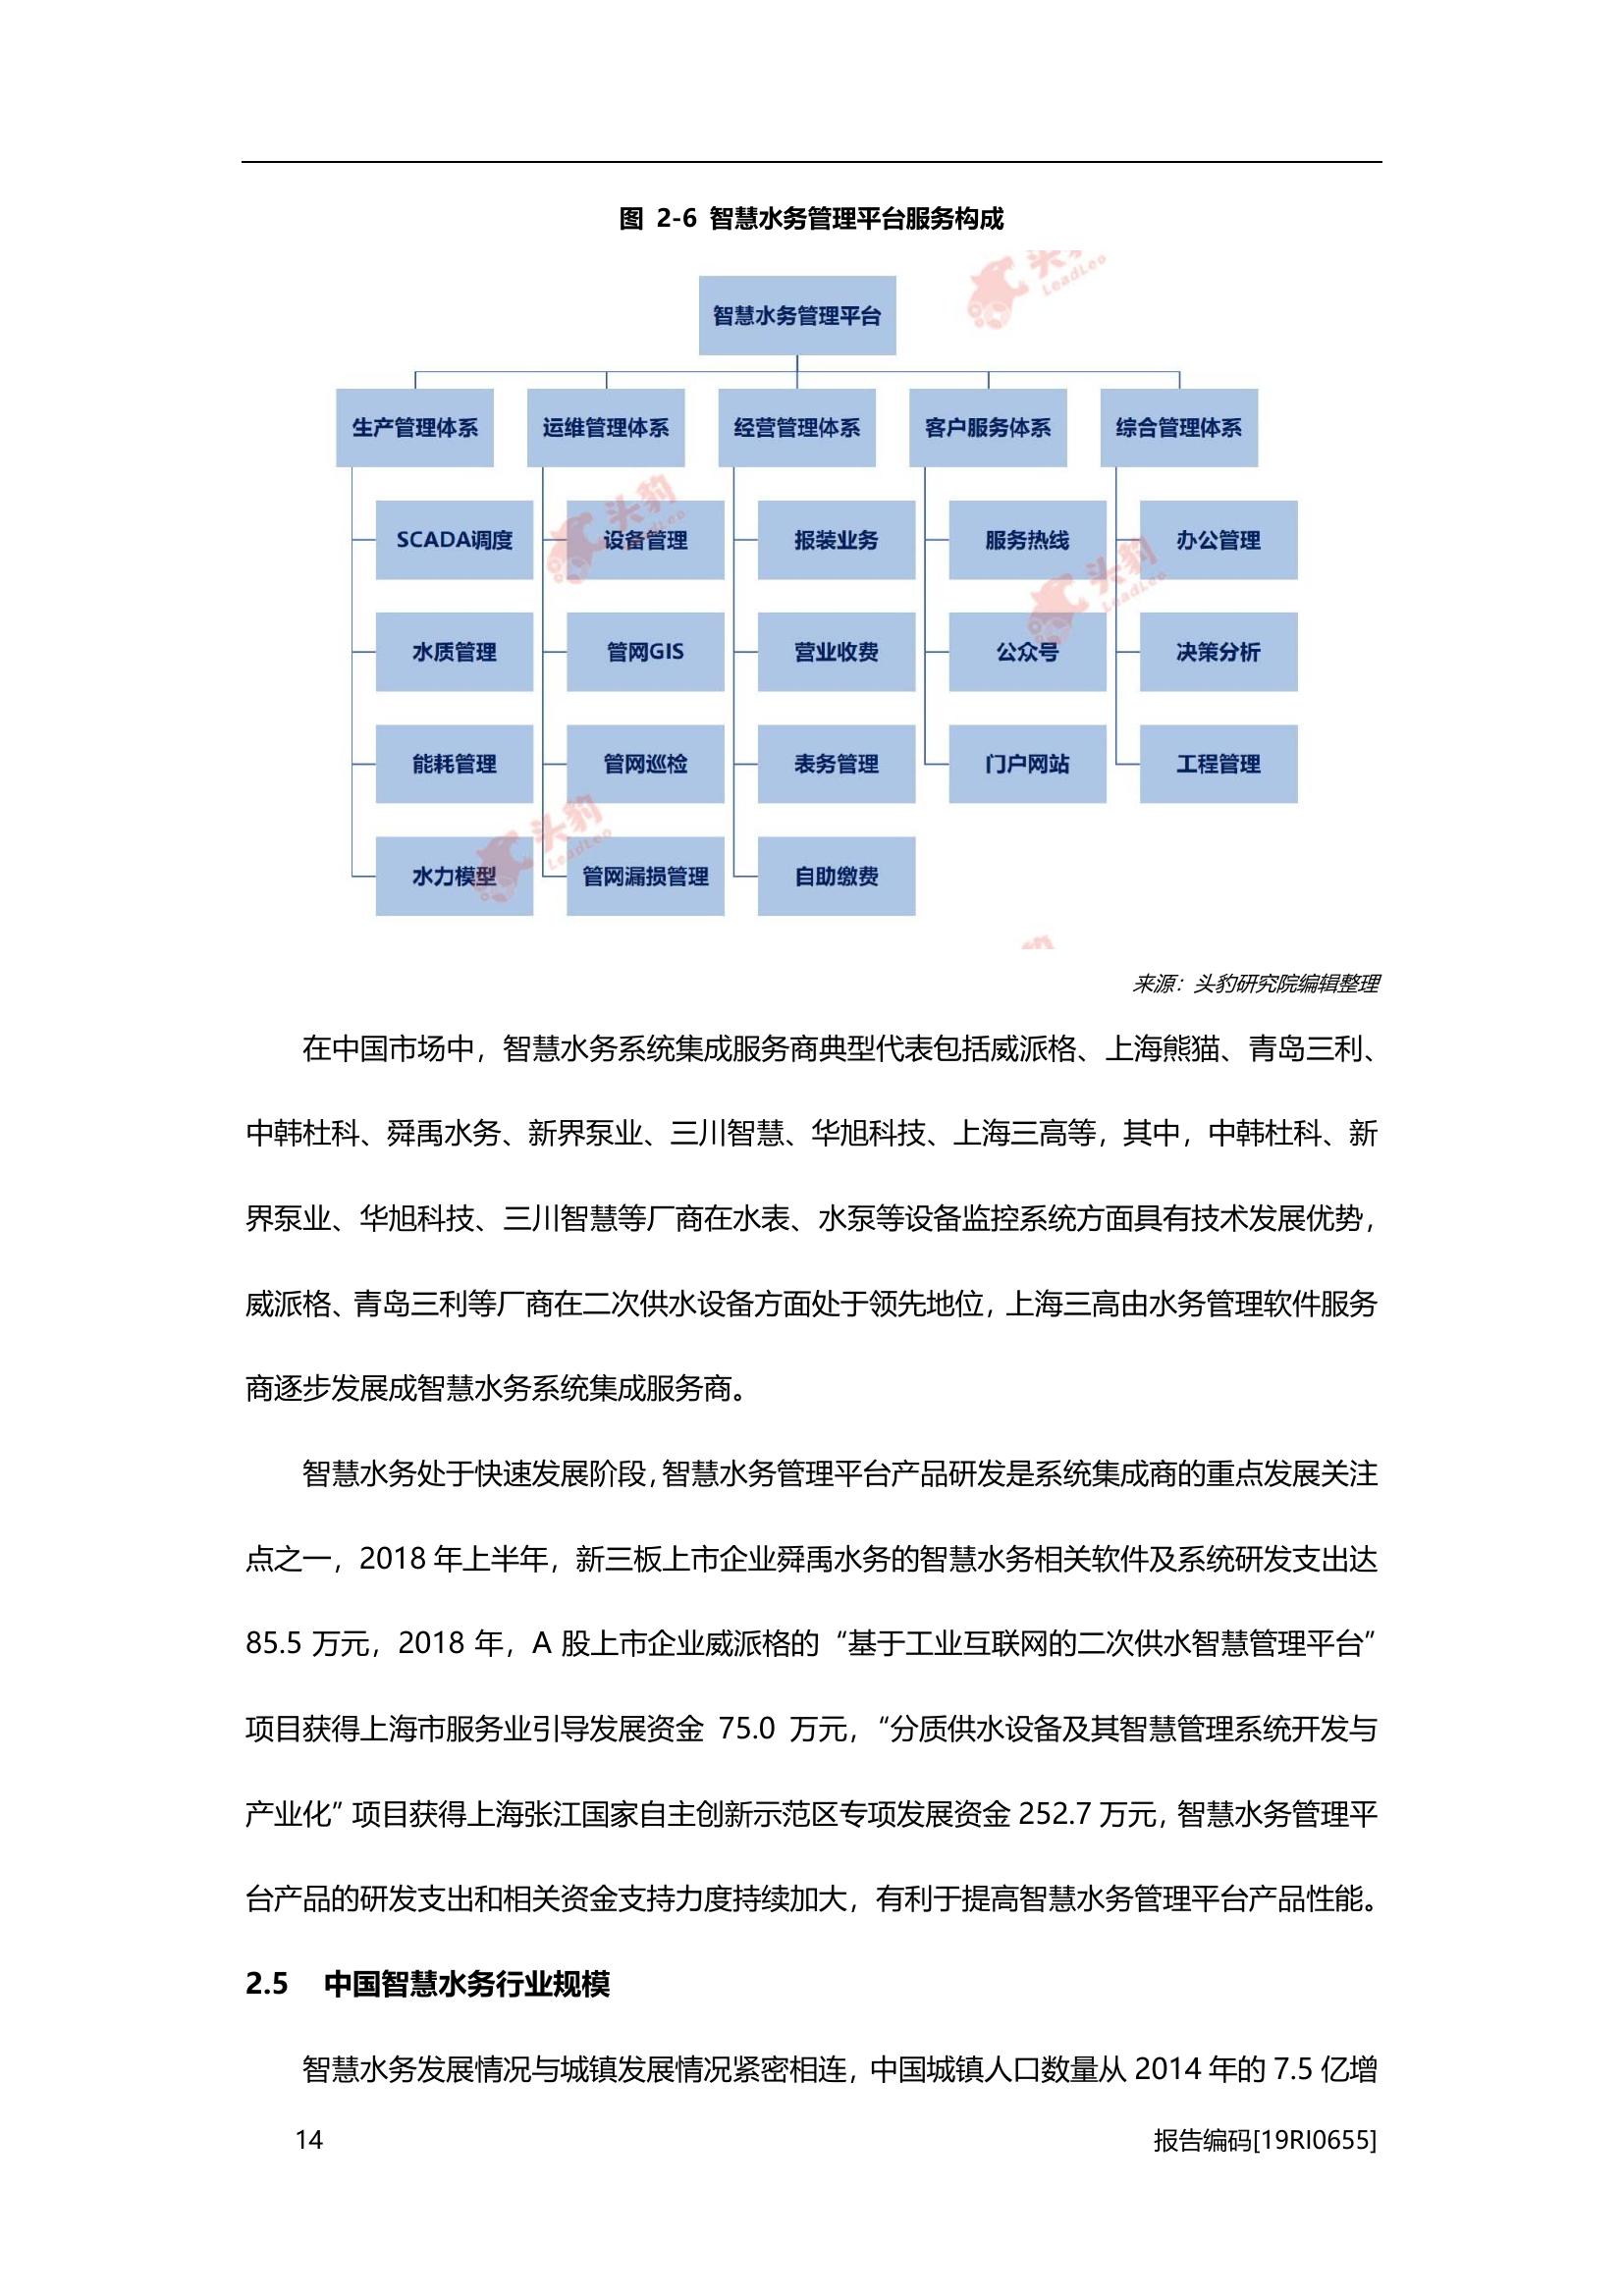 图 2-6 智慧水务管理平台服务构成
头豹
LeadLeo
智慧水务管理平台
生产管理体系 运维管理体系 经营管理体系 客户服务体系 综合管理体系
SCADA调度 设备管理 报装业务 服务热线 办公管理
水质管理 管网GIS 营业收费 公众号 决策分析
能耗管理 管网巡检 表务管理 门户网站 工程管理
水力模型 管网漏损管理 自助缴费
来源：头豹研究院编辑整理
在中国市场中，智慧水务系统集成服务商典型代表包括威派格、上海熊猫、青岛三利、
中韩杜科、舜禹水务、新界泵业、三川智慧、华旭科技、上海三高等，其中，中韩杜科、新
界泵业、华旭科技、三川智慧等厂商在水表、水泵等设备监控系统方面具有技术发展优势，
威派格、青岛三利等厂商在二次供水设备方面处于领先地位，上海三高由水务管理软件服务
商逐步发展成智慧水务系统集成服务商。
智慧水务处于快速发展阶段，智慧水务管理平台产品研发是系统集成商的重点发展关注
点之一，2018 年上半年，新三板上市企业舜禹水务的智慧水务相关软件及系统研发支出达
85.5 万元，2018 年，A 股上市企业威派格的“基于工业互联网的二次供水智慧管理平台”
项目获得上海市服务业引导发展资金 75.0 万元，“分质供水设备及其智慧管理系统开发与
产业化”项目获得上海张江国家自主创新示范区专项发展资金 252.7 万元，智慧水务管理平
台产品的研发支出和相关资金支持力度持续加大，有利于提高智慧水务管理平台产品性能。
2.5 中国智慧水务行业规模
智慧水务发展情况与城镇发展情况紧密相连，中国城镇人口数量从 2014 年的 7.5 亿增
14 报告编码[19RI0655]